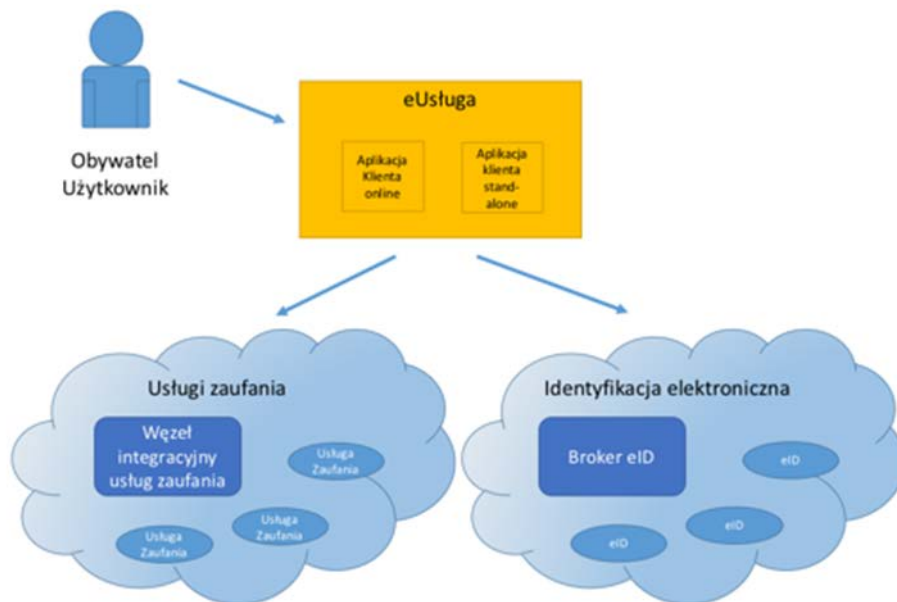 eUsługa
Aplikacja
Klienta
online
Aplikacja
klienta
stand-
alone
Obywatel
Użytkownik
Usługi zaufania
Węzeł
integracyjny
usług zaufania
Usługa
Zaufania
Usługa
Zaufania
Usługa
Zaufania
Identyfikacja elektroniczna
Broker eID
eID
eID
eID